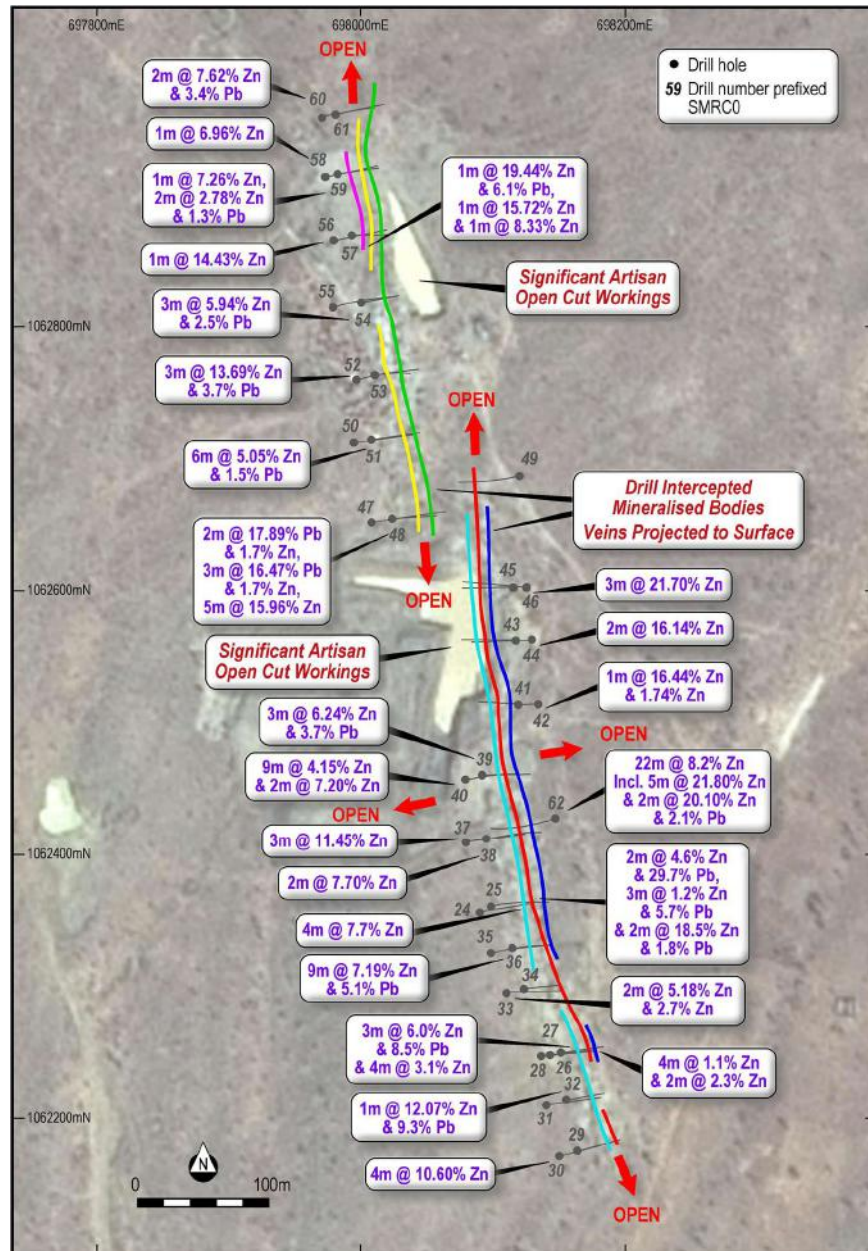 697800mE
698000mE
698200mE
OPEN
Drill hole
59 Drill number prefixed
SMRC0
2m @ 7.62% Zn
& 3.4% Pb
60
61
1m @ 6.96% Zn
58
59
1m @ 7.26% Zn,
2m @ 2.78% Zn
& 1.3% Pb
1m @ 19.44% Zn
& 6.1% Pb,
1m @ 15.72% Zn
& 1m @ 8.33% Zn
56
57
1m @ 14.43% Zn
Significant Artisan
Open Cut Workings
55
54
3m @ 5.94% Zn
& 2.5% Pb
1062800mN
52
53
3m @ 13.69% Zn
& 3.7% Pb
OPEN
50
51
6m @ 5.05% Zn
& 1.5% Pb
49
Drill Intercepted
Mineralised Bodies
Veins Projected to Surface
47
48
2m @ 17.89% Pb
& 1.7% Zn,
3m @ 16.47% Pb
& 1.7% Zn,
5m @ 15.96% Zn
OPEN
1062600mN
45
46
3m @ 21.70% Zn
43
44
2m @ 16.14% Zn
Significant Artisan
Open Cut Workings
41
42
1m @ 16.44% Zn
& 1.74% Zn
3m @ 6.24% Zn
& 3.7% Pb
39
OPEN
9m @ 4.15% Zn
& 2m @ 7.20% Zn
40
22m @ 8.2% Zn
Incl. 5m @ 21.80% Zn
& 2m @ 20.10% Zn
& 2.1% Pb
OPEN
62
37
38
3m @ 11.45% Zn
1062400mN
2m @ 7.70% Zn
2m @ 4.6% Zn
& 29.7% Pb,
3m @ 1.2% Zn
& 5.7% Pb
& 2m @ 18.5% Zn
& 1.8% Pb
25
24
4m @ 7.7% Zn
35
36
9m @ 7.19% Zn
& 5.1% Pb
34
33
2m @ 5.18% Zn
& 2.7% Zn
3m @ 6.0% Zn
& 8.5% Pb
& 4m @ 3.1% Zn
27
28
26
4m @ 1.1% Zn
& 2m @ 2.3% Zn
32
31
1m @ 12.07% Zn
& 9.3% Pb
1062200mN
29
30
4m @ 10.60% Zn
N
0
100m
OPEN